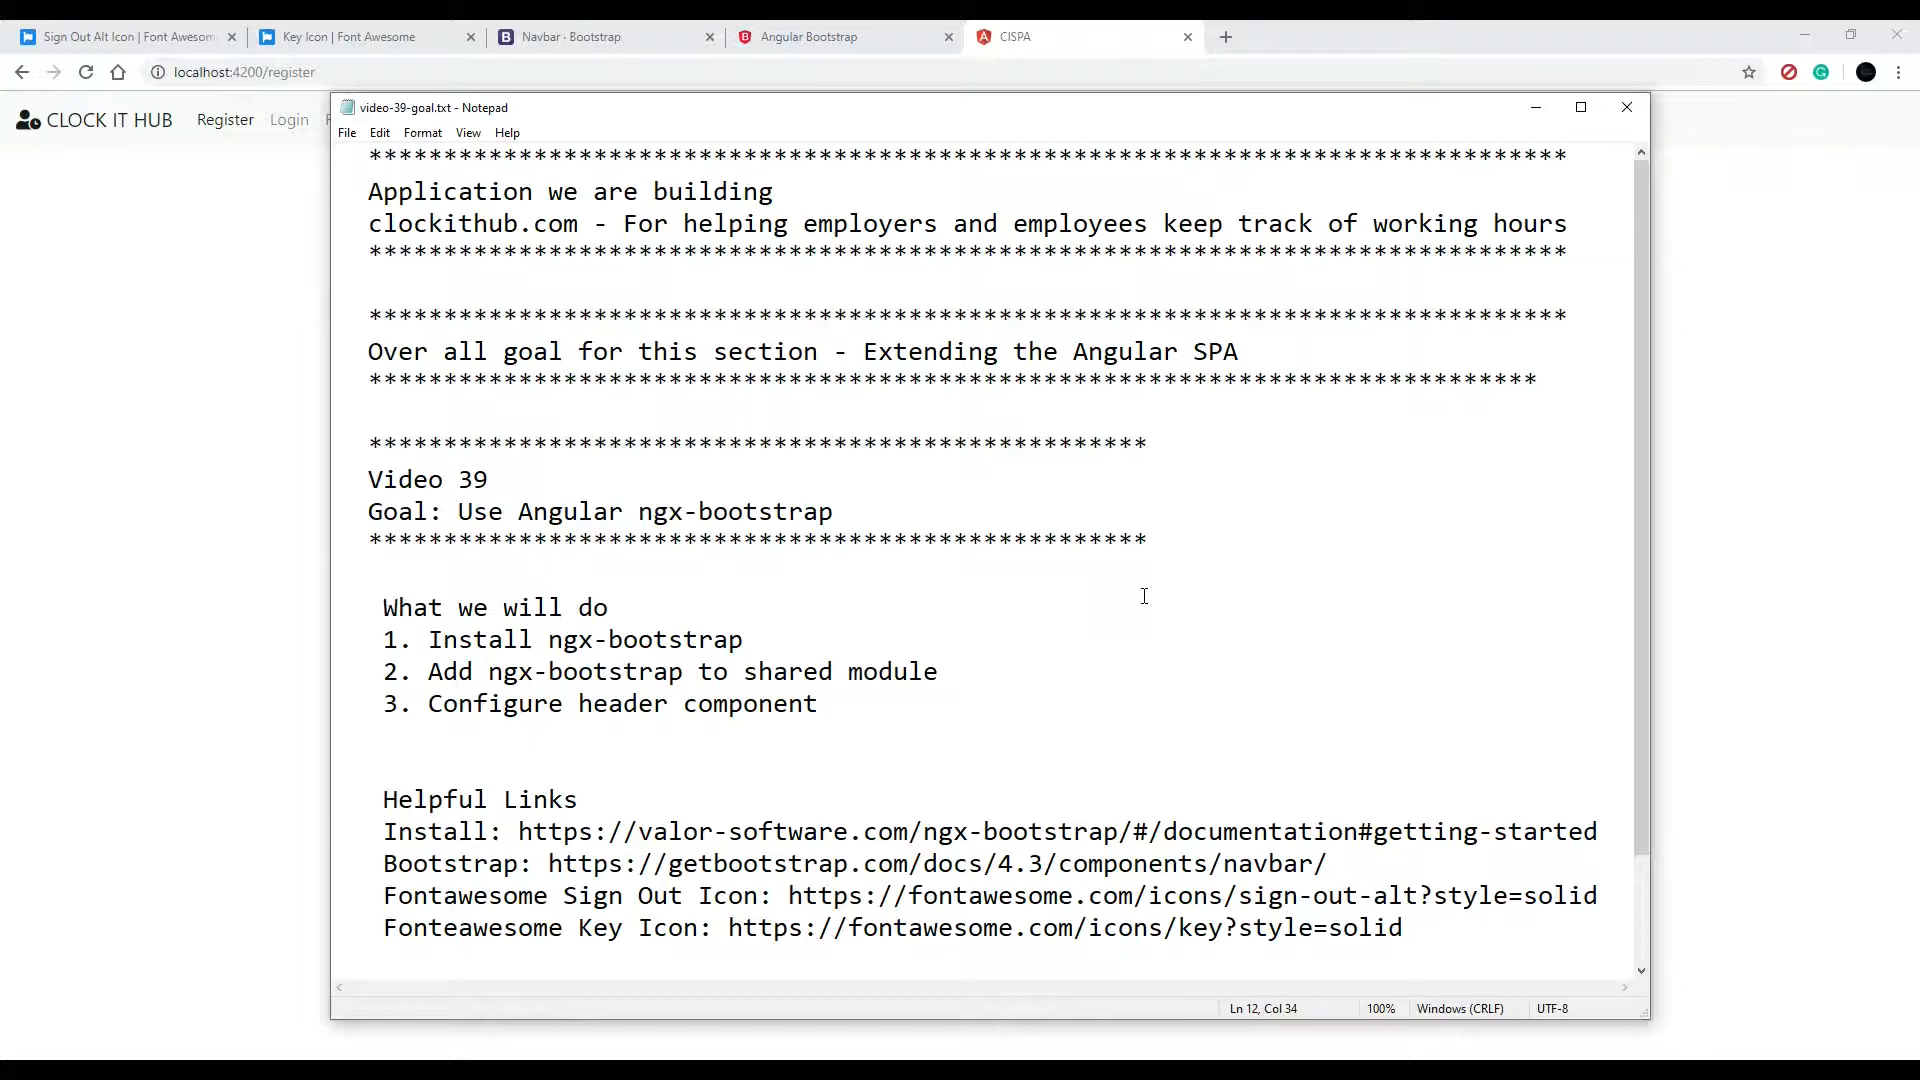 Sign Out Alt Icon | Font Awesom
Key Icon | Font Awesome
Navbar · Bootstrap
Angular Bootstrap
CISPA
localhost:4200/register
CLOCK IT HUB Register Login
video-39-goal.txt - Notepad
File Edit Format View Help
********************************************************************************
Application we are building
clockithub.com - For helping employers and employees keep track of working hours
********************************************************************************
********************************************************************************
Over all goal for this section - Extending the Angular SPA
******************************************************************************
****************************************************
Video 39
Goal: Use Angular ngx-bootstrap
****************************************************
What we will do
1. Install ngx-bootstrap
2. Add ngx-bootstrap to shared module
3. Configure header component
Helpful Links
Install: https://valor-software.com/ngx-bootstrap/#/documentation#getting-started
Bootstrap: https://getbootstrap.com/docs/4.3/components/navbar/
Fontawesome Sign Out Icon: https://fontawesome.com/icons/sign-out-alt?style=solid
Fonteawesome Key Icon: https://fontawesome.com/icons/key?style=solid
Ln 12, Col 34 100% Windows (CRLF) UTF-8